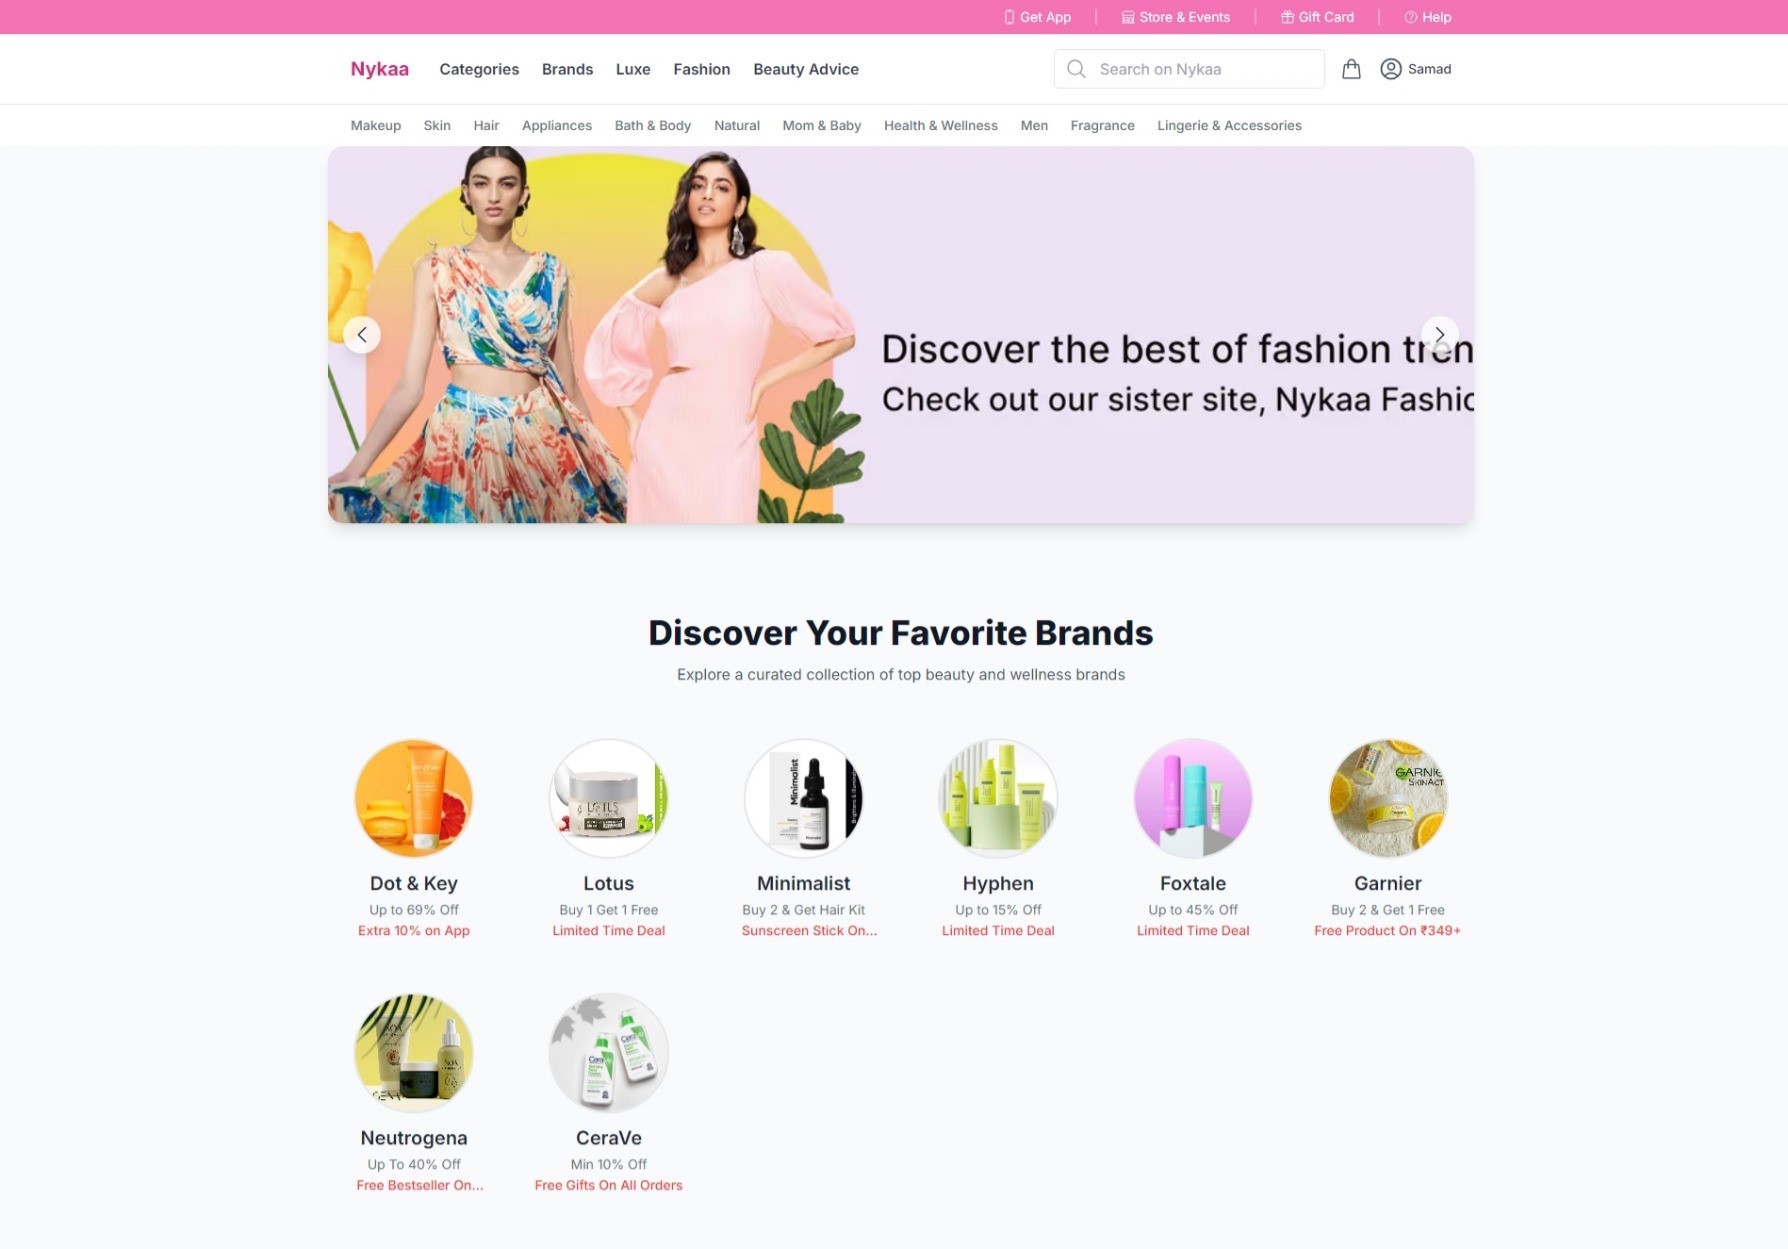 Get App
Store & Events
Gift Card
Help
Nykaa
Categories
Brands
Luxe
Fashion
Beauty Advice
Search on Nykaa
Samad
Makeup
Skin
Hair
Appliances
Bath & Body
Natural
Mom & Baby
Health & Wellness
Men
Fragrance
Lingerie & Accessories
Discover the best of fashion tren
Check out our sister site, Nykaa Fashic
Discover Your Favorite Brands
Explore a curated collection of top beauty and wellness brands
LOTUS
Minimalist
GARNIE
SKINACT
Dot & Key
Lotus
Minimalist
Hyphen
Foxtale
Garnier
Up to 69% Off
Buy 1 Get 1 Free
Buy 2 & Get Hair Kit
Up to 15% Off
Up to 45% Off
Buy 2 & Get 1 Free
Extra 10% on App
Limited Time Deal
Sunscreen Stick On...
Limited Time Deal
Limited Time Deal
Free Product On ₹349+
CeraVe
Neutrogena
CeraVe
Up To 40% Off
Min 10% Off
Free Bestseller On...
Free Gifts On All Orders